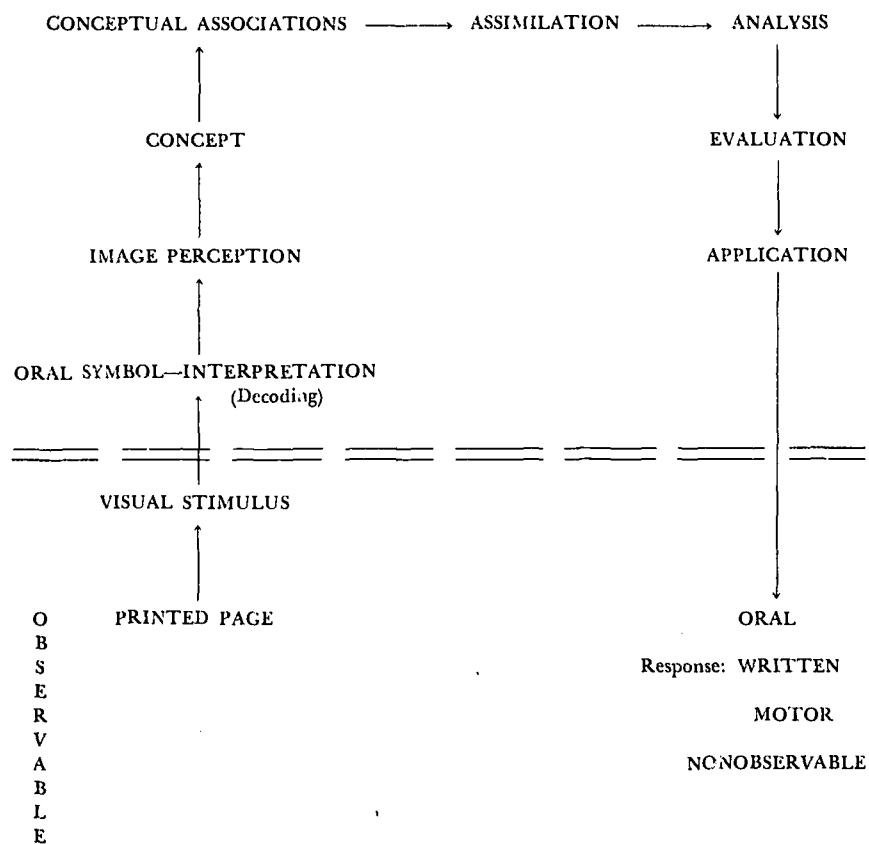 CONCEPTUAL ASSOCIATIONS ASSIMILATION ANALYSIS
CONCEPT EVALUATION
IMAGE PERCEPTION APPLICATION
ORAL SYMBOL—INTERPRETATION
(Decoding)
VISUAL STIMULUS
O PRINTED PAGE ORAL
B
S Response: WRITTEN
E
R MOTOR
V
A NONOBSERVABLE
B
L
E